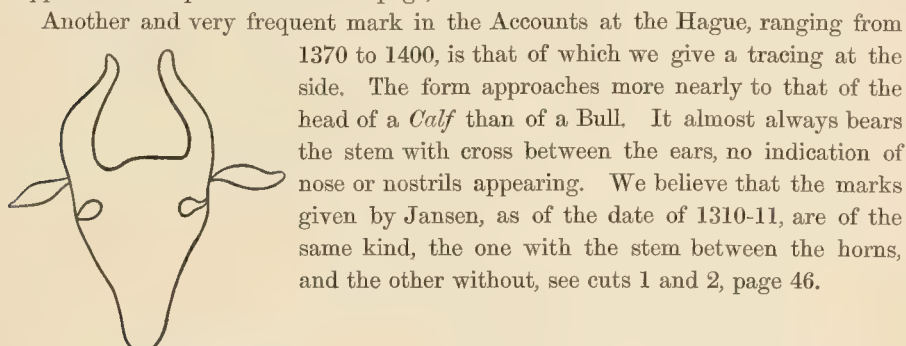 Another and very frequent mark in the Accounts at the Hague, ranging from
1370 to 1400, is that of which we give a tracing at the
side. The form approaches more nearly to that of the
head of a Calf than of a Bull. It almost always bears
the stem with cross between the ears, no indication of
nose or nostrils appearing. We believe that the marks
given by Jansen, as of the date of 1310-11, are of the
same kind, the one with the stem between the horns,
and the other without, see cuts 1 and 2, page 46.